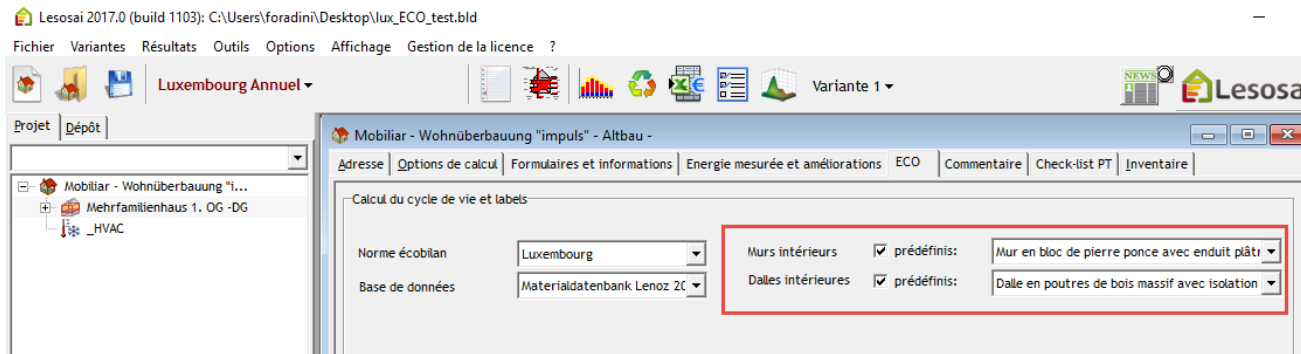 Lesosai 2017.0 (build 1103): C:\Users\foradini\Desktop\lux_ECO_test.bld
Fichier Variantes Résultats Outils Options Affichage Gestion de la licence ?
Luxembourg Annuel
Variante 1
NEWS
Lesosa
Projet Dépôt
Mobiliar - Wohnüberbauung "impuls" - Altbau -
Adresse Options de calcul Formulaires et informations Energie mesurée et améliorations ECO Commentaire Check-list PT Inventaire
Mobiliar - Wohnüberbauung "i...
Mehrfamilienhaus 1. OG -DG
_HVAC
Calcul du cycle de vie et labels
Norme écobilan Luxembourg
Base de données Materialdatenbank Lenoz 20
Murs intérieurs prédéfinis: Mur en bloc de pierre ponce avec enduit plâtr
Dalles intérieures prédéfinis: Dalle en poutres de bois massif avec isolation